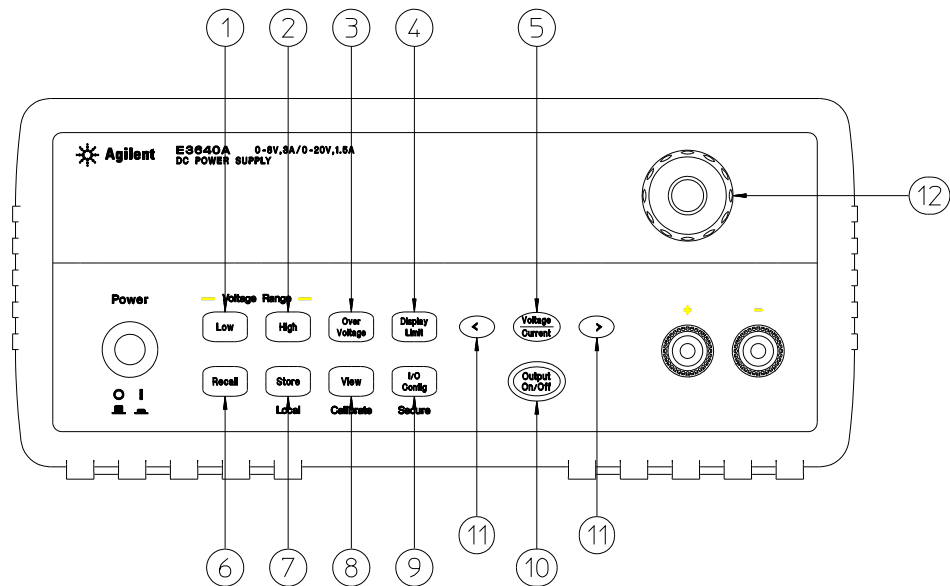 1 2 3 4 5
Agilent E3640A 0-8V,3A/0-20V,1.5A
DC POWER SUPPLY
12
Power
Voltage Range
+ -
Low High Over Voltage Display Limit < Voltage Current >
Recall Store View I/O Config Output On/Off
O I
Local Calibrate Secure
11 11
6 7 8 9 10